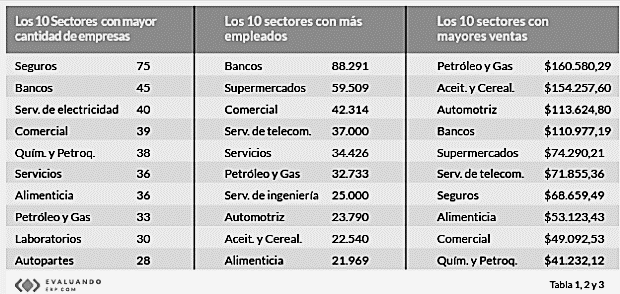 Los 10 Sectores con mayor cantidad de empresas
Seguros 75
Bancos 45
Serv. de electricidad 40
Comercial 39
Quím. y Petroq. 38
Servicios 36
Alimenticia 36
Petróleo y Gas 33
Laboratorios 30
Autopartes 28
Los 10 sectores con más empleados
Bancos 88.291
Supermercados 59.509
Comercial 42.314
Serv. de telecom. 37.000
Servicios 34.426
Petróleo y Gas 32.733
Serv. de ingeniería 25.000
Automotriz 23.790
Aceit. y Cereal. 22.540
Alimenticia 21.969
Los 10 sectores con mayores ventas
Petróleo y Gas $160.580,29
Aceit. y Cereal. $154.257,60
Automotriz $113.624,80
Bancos $110.977,19
Supermercados $74.290,21
Serv. de telecom. $71.855,36
Seguros $68.659,49
Alimenticia $53.123,43
Comercial $49.092,53
Quím. y Petroq. $41.232,12
EVALUANDO
ERP.COM
Tabla 1, 2 y 3